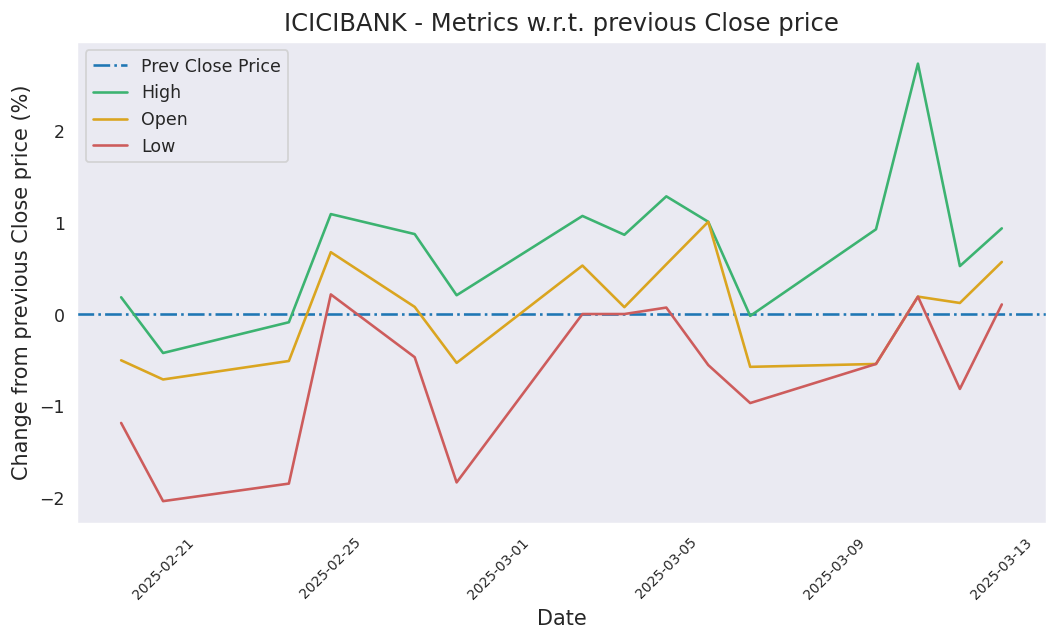 ICICIBANK - Metrics w.r.t. previous Close price
Change from previous Close price (%)
Prev Close Price
High
Open
Low
2
1
0
−1
−2
2025-02-21
2025-02-25
2025-03-01
2025-03-05
2025-03-09
2025-03-13
Date